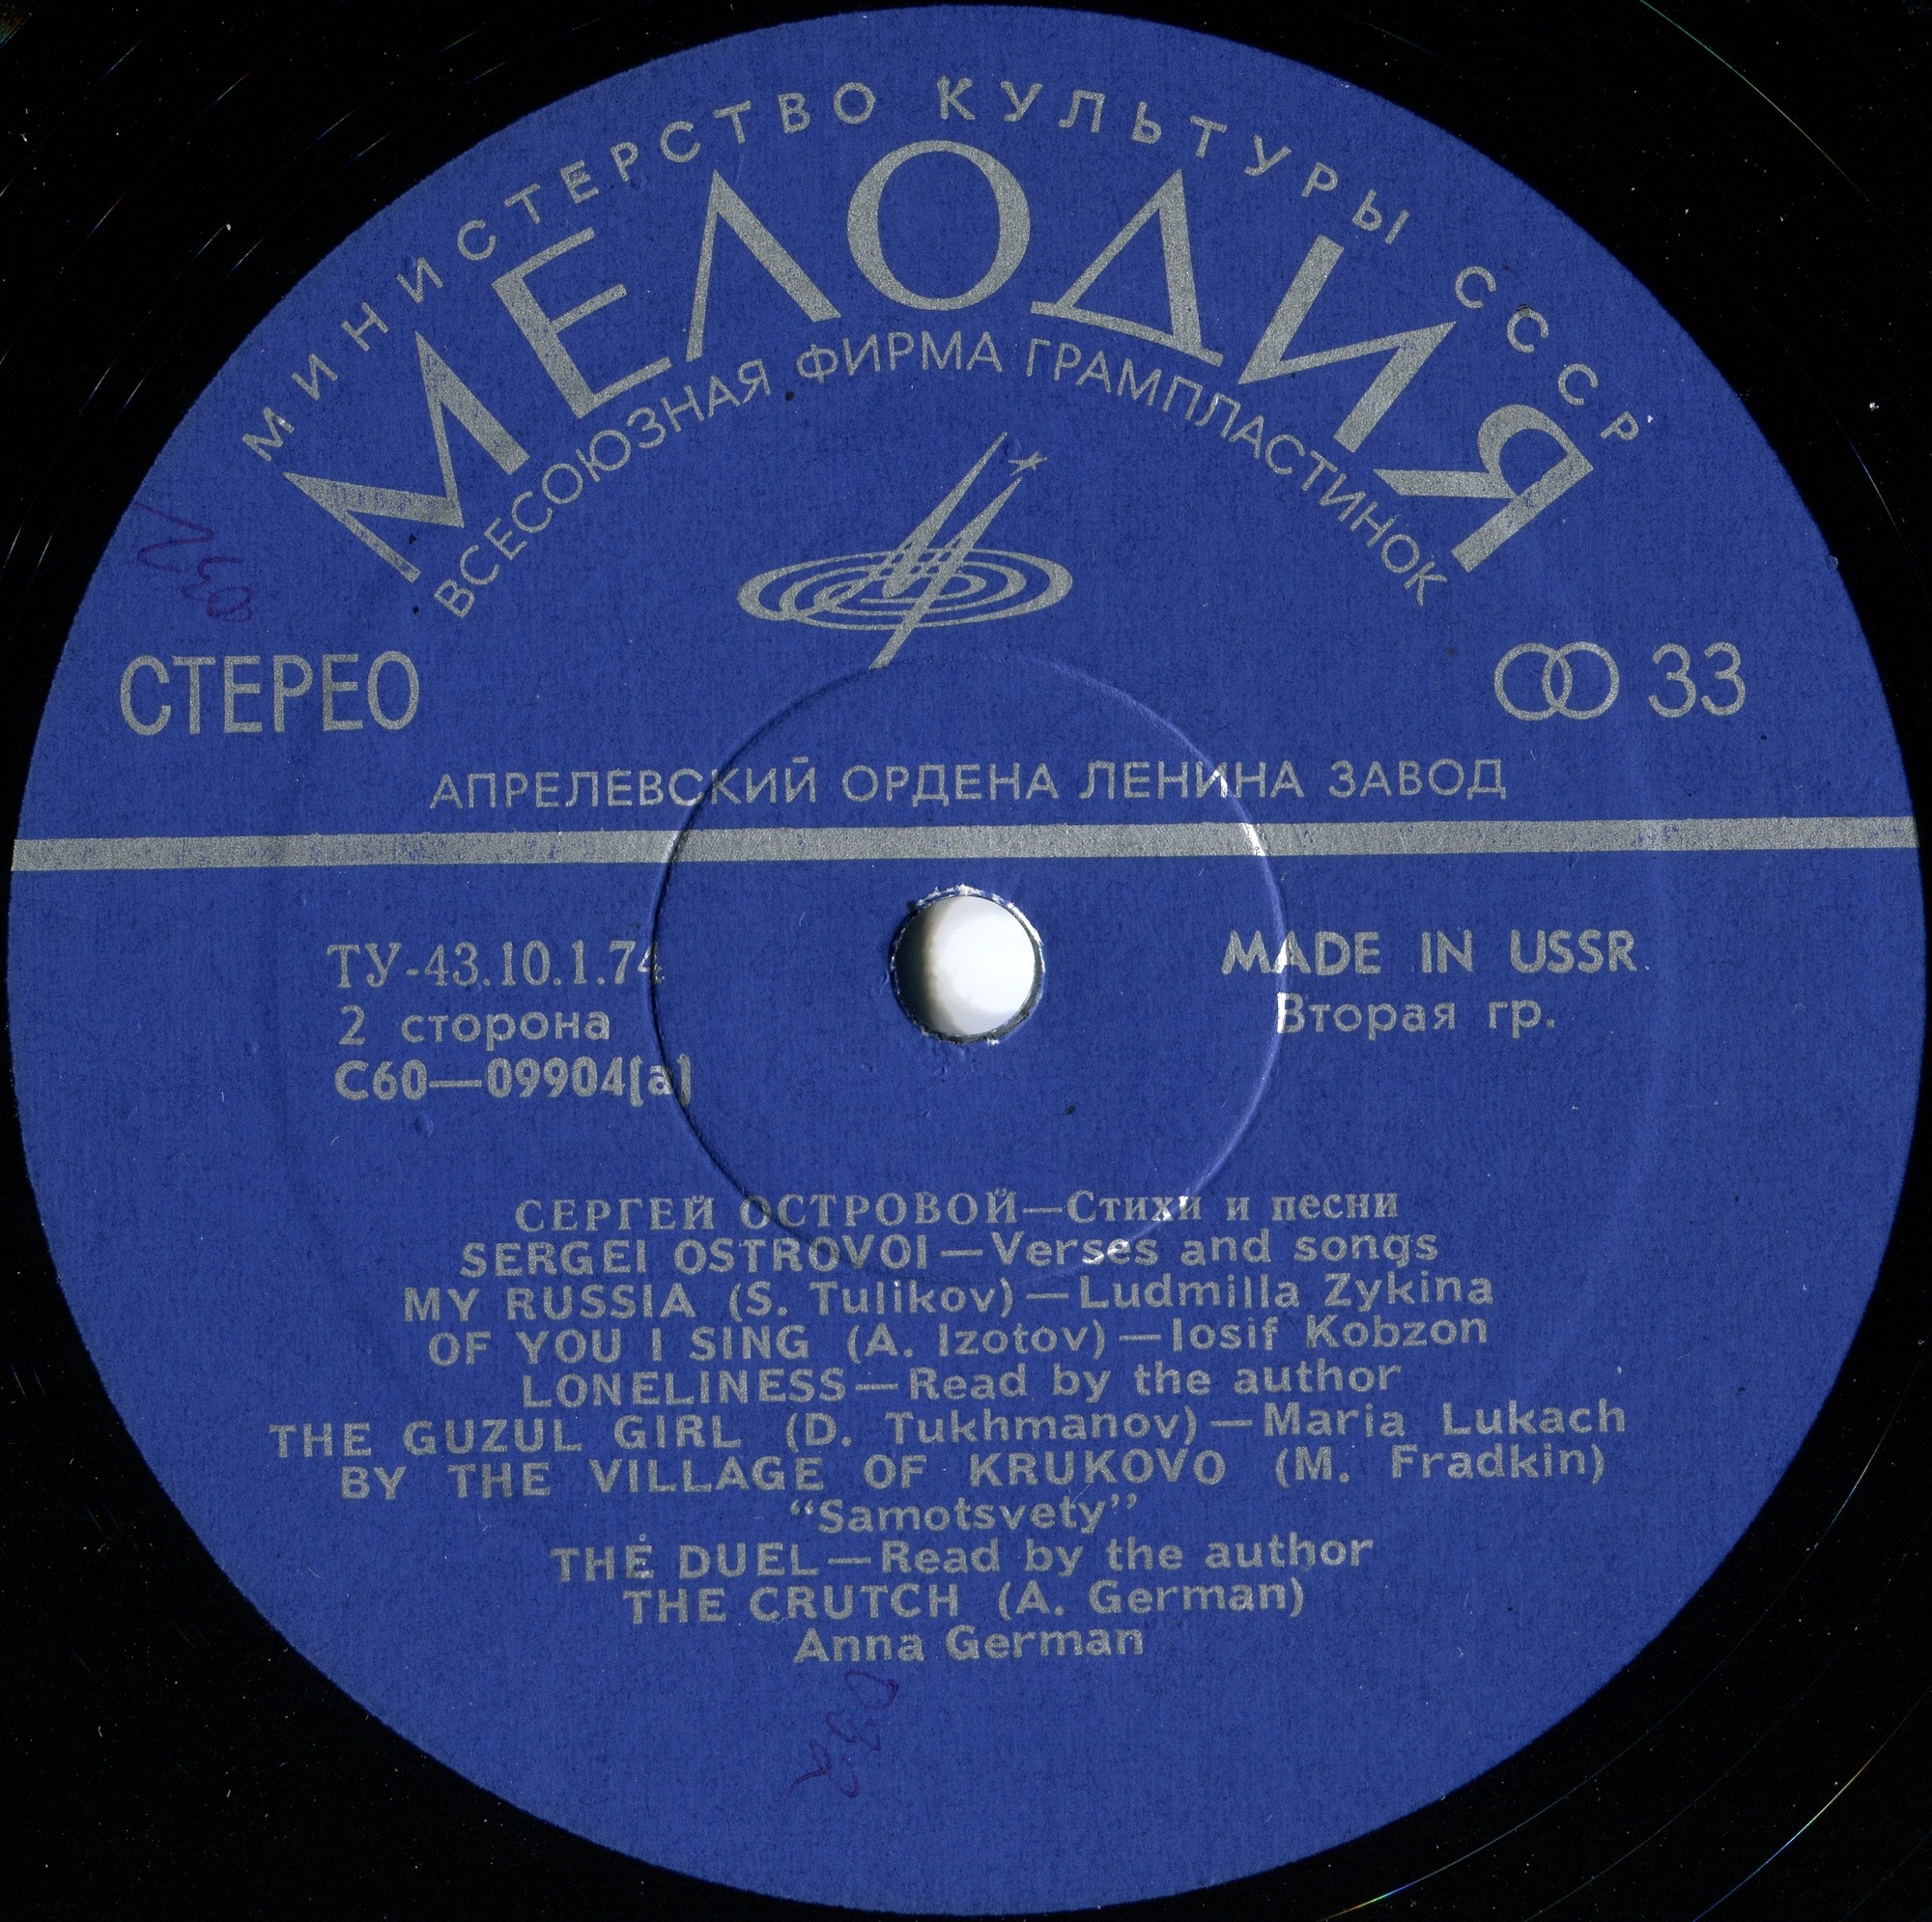 МИНИСТЕРСТВО КУЛЬТУРЫ СССР
МЕЛОДИЯ
ВСЕСОЮЗНАЯ ФИРМА ГРАМПЛАСТИНОК
СТЕРЕО
33
АПРЕЛЕВСКИЙ ОРДЕНА ЛЕНИНА ЗАВОД
ТУ-43.10.1.74
MADE IN USSR
2 сторона
Вторая гр.
С60—09904(а)
СЕРГЕЙ ОСТРОВОЙ—Стихи и песни
SERGEI OSTROVOI—Verses and songs
MY RUSSIA (S. Tulikov)—Ludmilla Zykina
OF YOU I SING (A. Izotov)—Iosif Kobzon
LONELINESS—Read by the author
THE GUZUL GIRL (D. Tukhmanov)—Maria Lukach
BY THE VILLAGE OF KRUKOVO (M. Fradkin)
“Samotsvety”
THE DUEL—Read by the author
THE CRUTCH (A. German)
Anna German